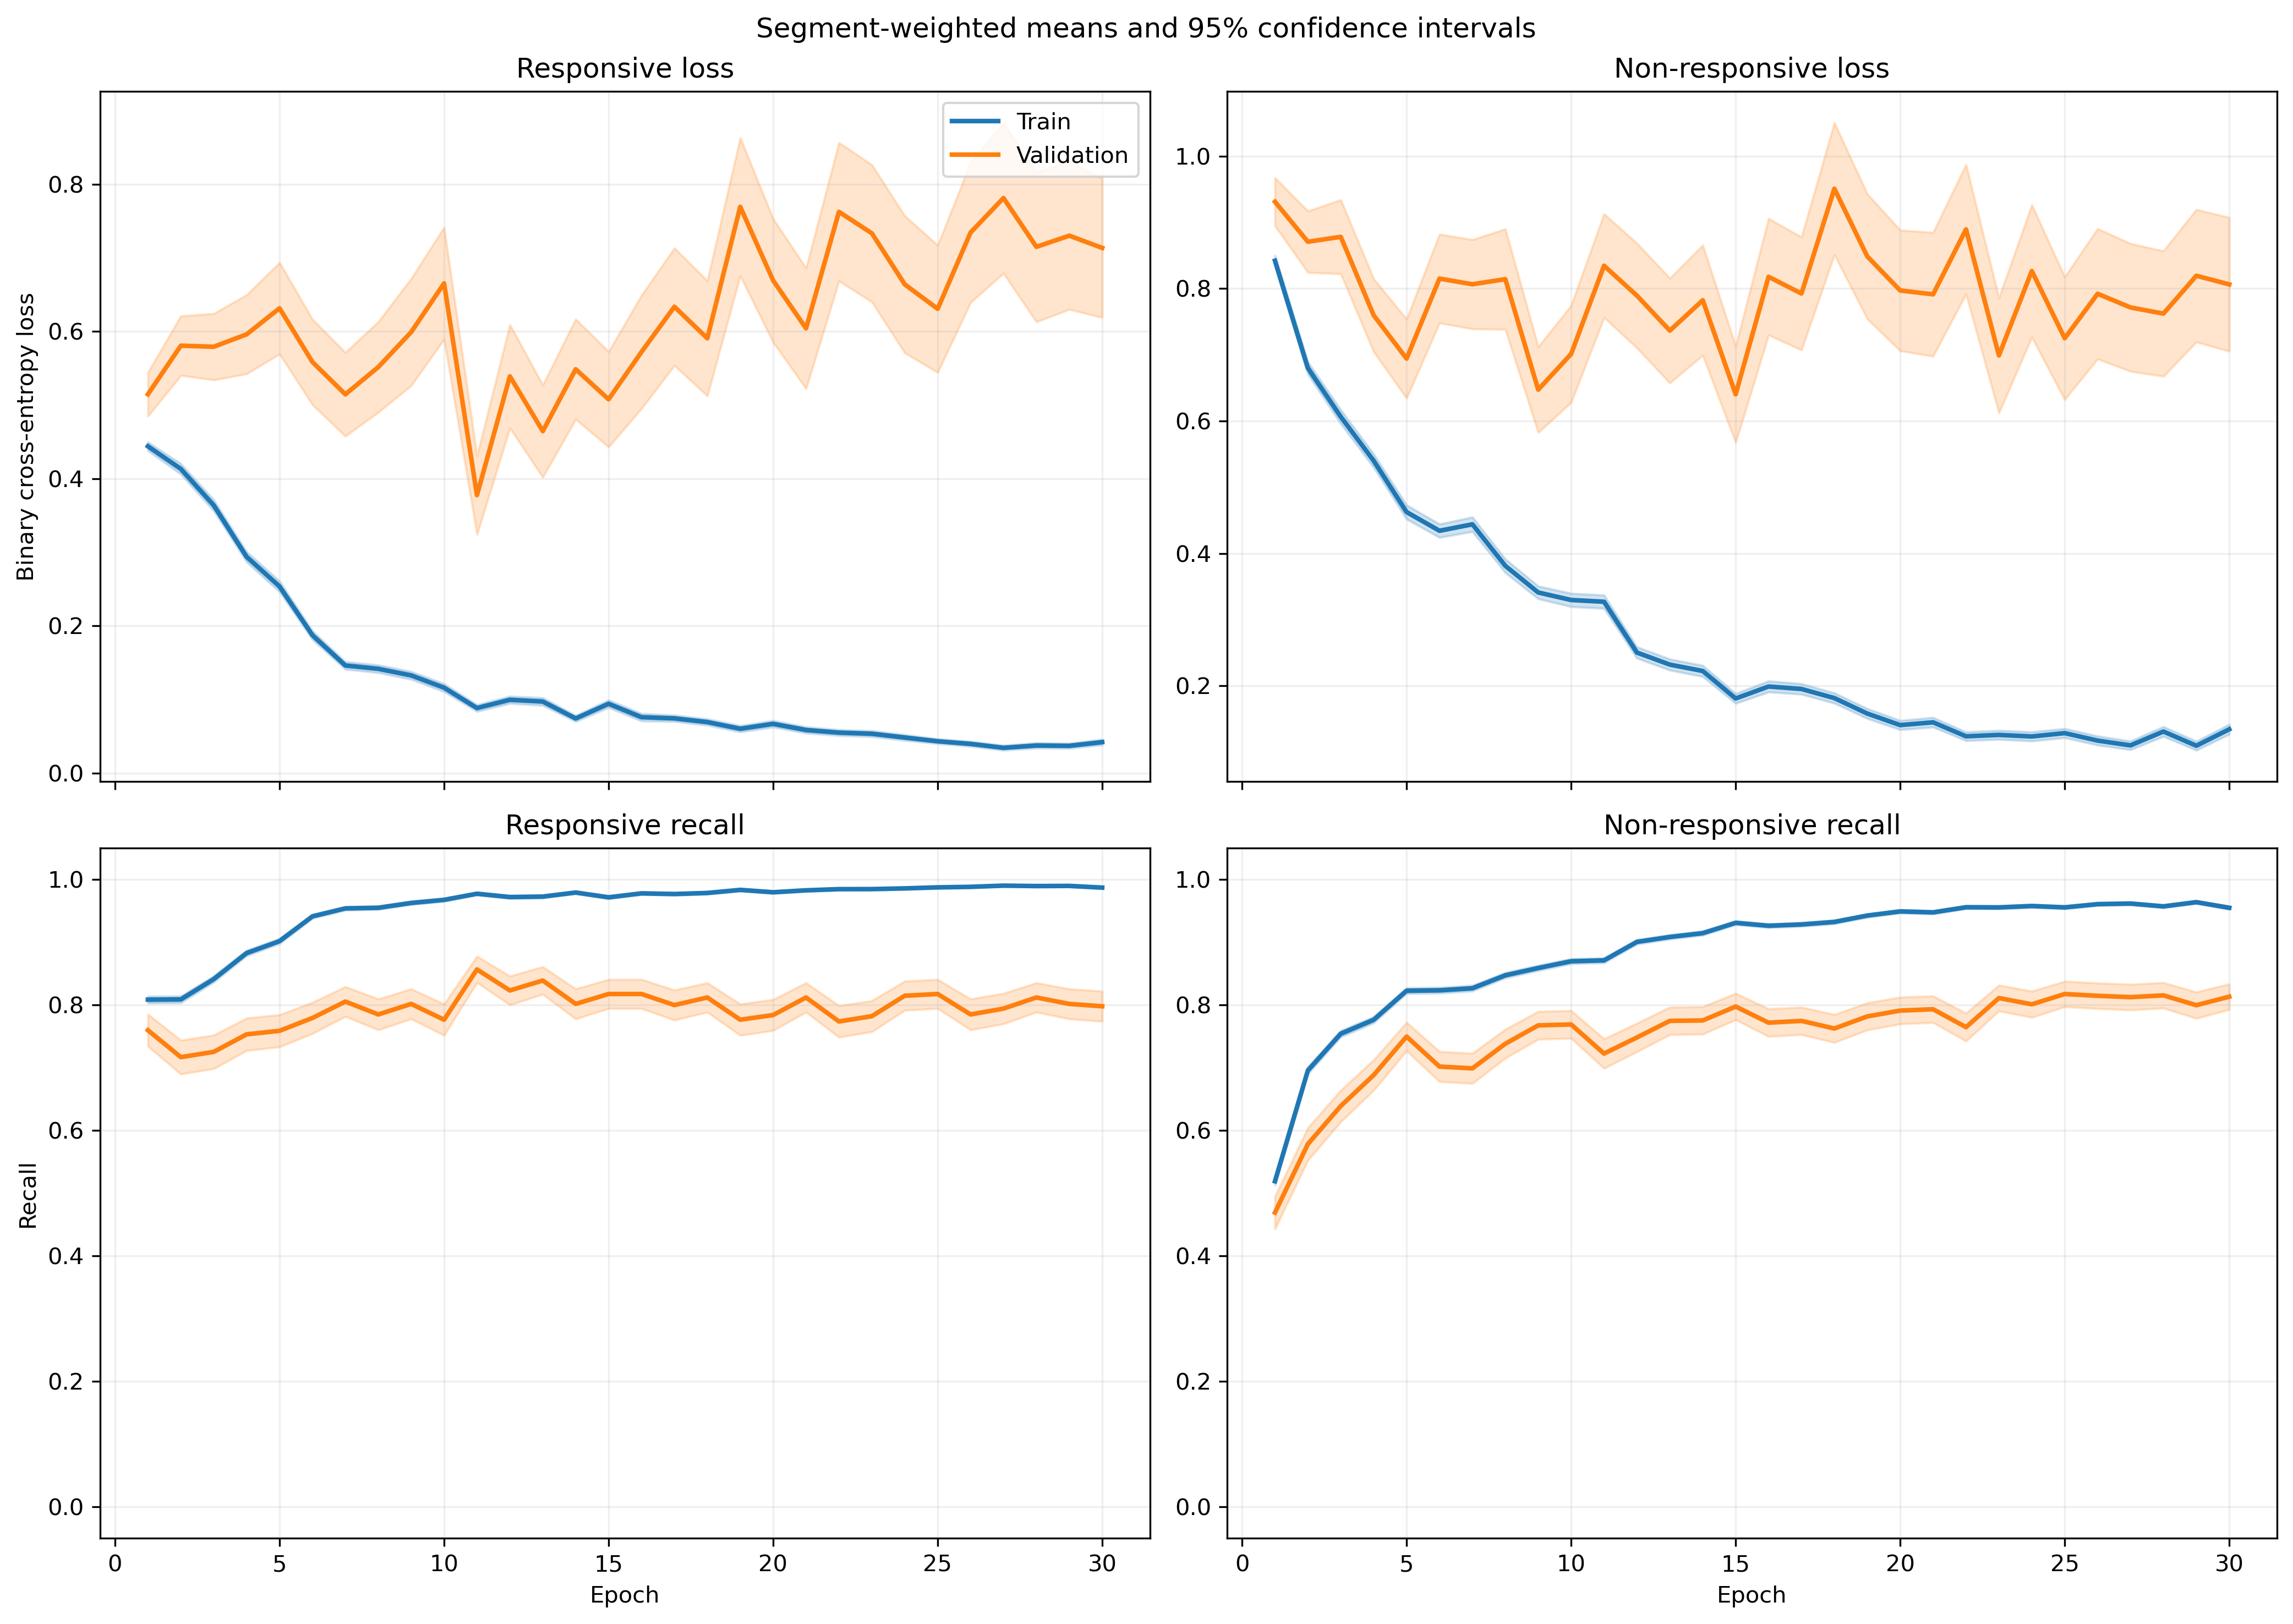 Segment-weighted means and 95% confidence intervals
Responsive loss
Non-responsive loss
Train
Validation
Binary cross-entropy loss
0.8
0.6
0.4
0.2
0.0
1.0
0.8
0.6
0.4
0.2
Responsive recall
Non-responsive recall
Recall
1.0
0.8
0.6
0.4
0.2
0.0
1.0
0.8
0.6
0.4
0.2
0.0
0 5 10 15 20 25 30
0 5 10 15 20 25 30
Epoch
Epoch